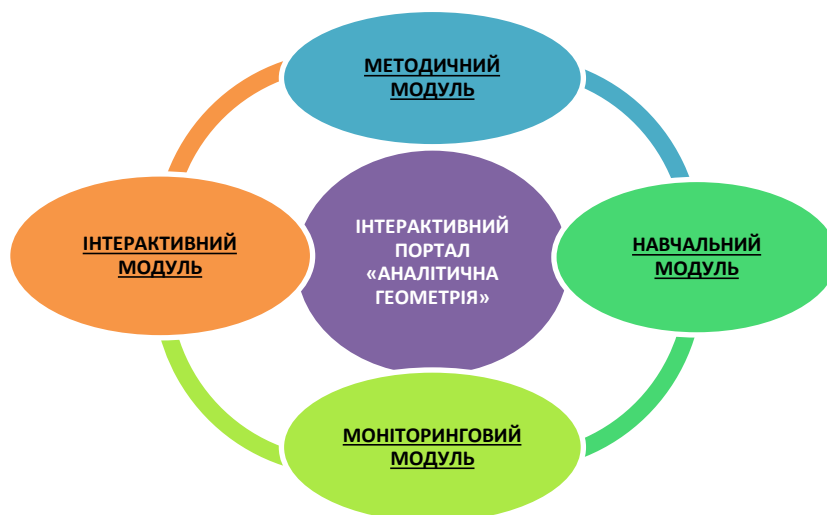 МЕТОДИЧНИЙ
МОДУЛЬ
ІНТЕРАКТИВНИЙ
ПОРТАЛ
«АНАЛІТИЧНА
ГЕОМЕТРІЯ»
ІНТЕРАКТИВНИЙ
МОДУЛЬ
НАВЧАЛЬНИЙ
МОДУЛЬ
МОНІТОРИНГОВИЙ
МОДУЛЬ